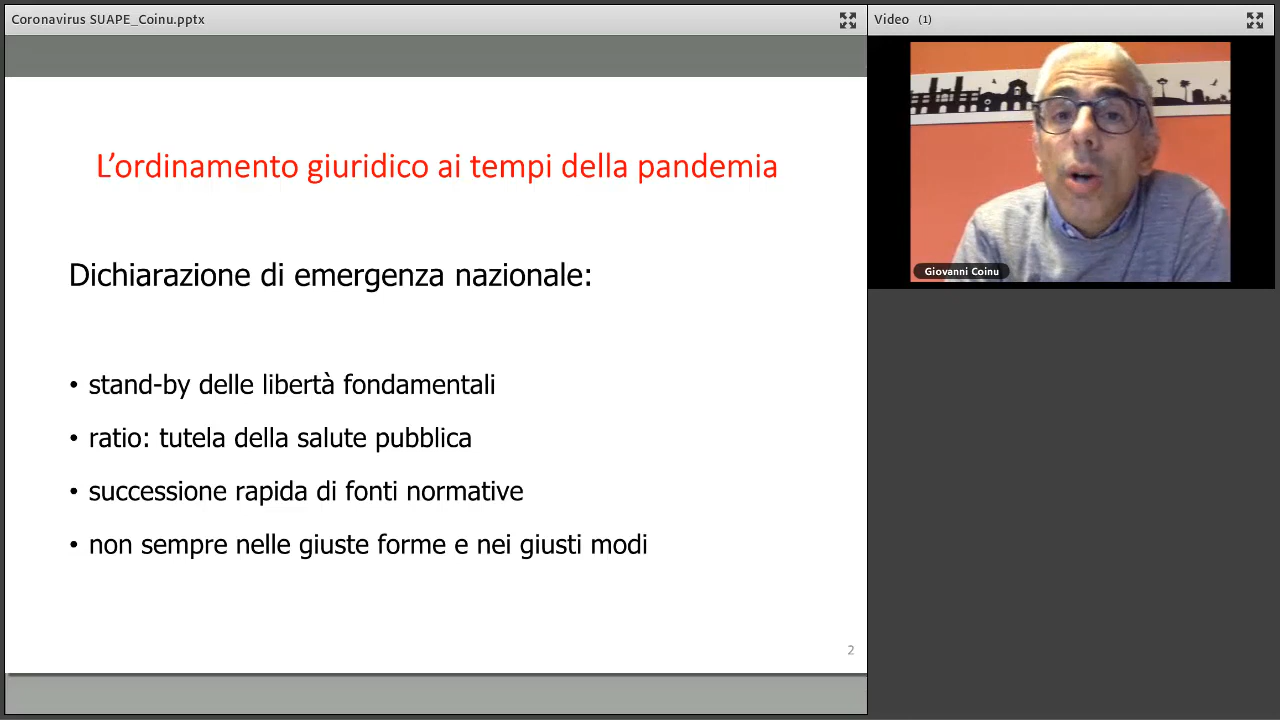 Coronavirus SUAPE_Coinu.pptx
Video (1)
L’ordinamento giuridico ai tempi della pandemia
Dichiarazione di emergenza nazionale:
• stand-by delle libertà fondamentali
• ratio: tutela della salute pubblica
• successione rapida di fonti normative
• non sempre nelle giuste forme e nei giusti modi
2
Giovanni Coinu